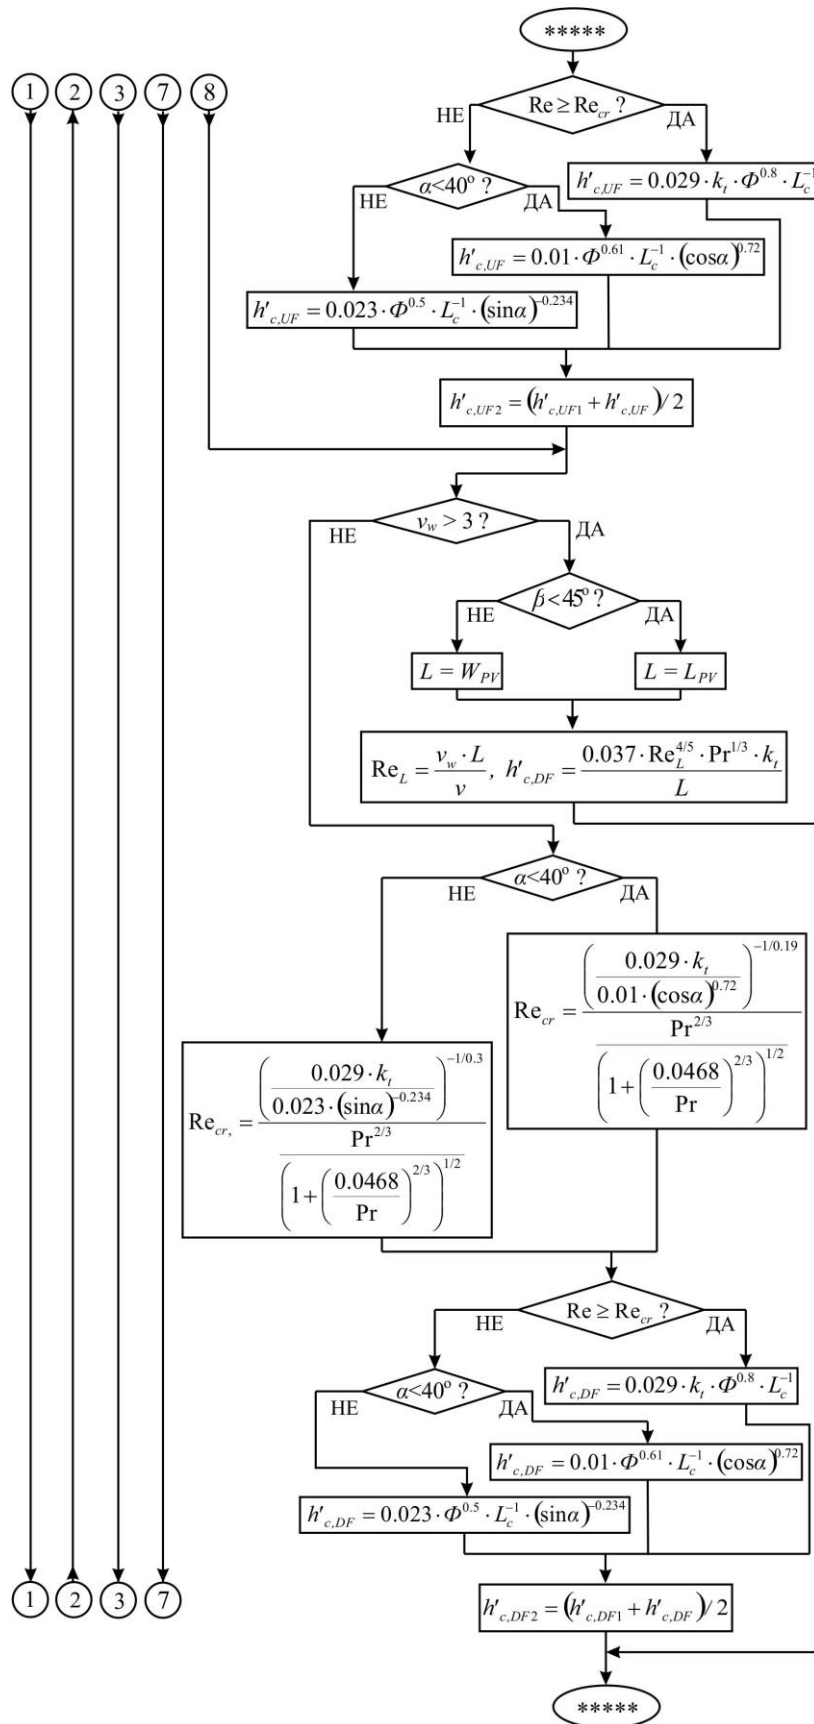 *****
1 2 3 7 8
Re ≥ Re_cr ?
НЕ ДА
α<40° ?
НЕ ДА
h′_c,UF = 0.029 · k_t · Φ^0.8 · L_c^-1
h′_c,UF = 0.01 · Φ^0.61 · L_c^-1 · (cosα)^0.72
h′_c,UF = 0.023 · Φ^0.5 · L_c^-1 · (sinα)^-0.234
h′_c,UF2 = (h′_c,UF1 + h′_c,UF)/2
v_w > 3 ?
НЕ ДА
β<45° ?
НЕ ДА
L = W_PV
L = L_PV
Re_L = (v_w · L)/v, h′_c,DF = (0.037 · Re_L^4/5 · Pr^1/3 · k_t)/L
α<40° ?
НЕ ДА
Re_cr = ((0.029 · k_t)/(0.01 · (cosα)^0.72))^-1/0.19 / (Pr^2/3 / (1+(0.0468/Pr)^2/3)^1/2)
Re_cr, = ((0.029 · k_t)/(0.023 · (sinα)^-0.234))^-1/0.3 / (Pr^2/3 / (1+(0.0468/Pr)^2/3)^1/2)
Re ≥ Re_cr ?
НЕ ДА
α<40° ?
НЕ ДА
h′_c,DF = 0.029 · k_t · Φ^0.8 · L_c^-1
h′_c,DF = 0.01 · Φ^0.61 · L_c^-1 · (cosα)^0.72
h′_c,DF = 0.023 · Φ^0.5 · L_c^-1 · (sinα)^-0.234
1 2 3 7
h′_c,DF2 = (h′_c,DF1 + h′_c,DF)/2
*****